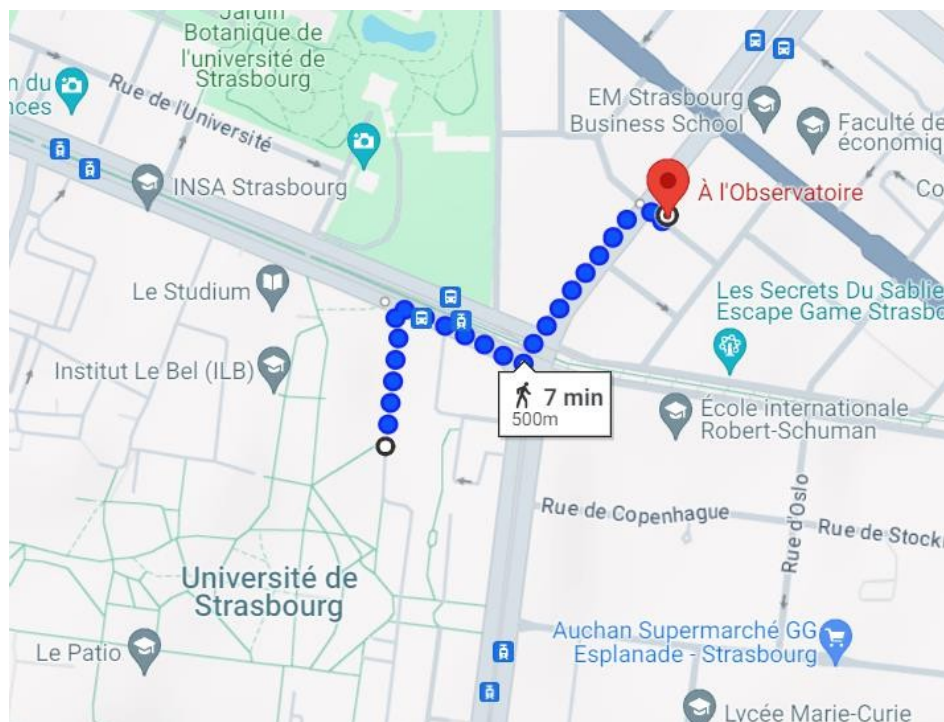 Jardin
Botanique de
l'université de
Strasbourg
n du
nces
Rue de l'Université
EM Strasbourg
Business School
Faculté de
économiq
INSA Strasbourg
À l'Observatoire
Co
Le Studium
Les Secrets Du Sablie
Escape Game Strasbo
Institut Le Bel (ILB)
7 min
500m
École internationale
Robert-Schuman
Rue de Copenhague
Rue d'Oslo
Rue de Stockh
Université de
Strasbourg
Auchan Supermarché GG
Esplanade - Strasbourg
Le Patio
Lycée Marie-Curie